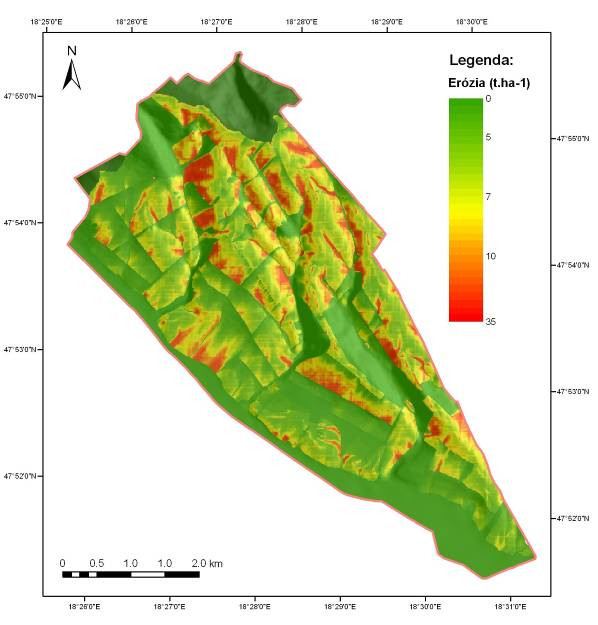 18°25'0"E 18°26'0"E 18°27'0"E 18°28'0"E 18°29'0"E 18°30'0"E
N
Legenda:
Erózia (t.ha-1)
0
5
7
10
35
47°55'0"N
47°54'0"N
47°53'0"N
47°52'0"N
47°55'0"N
47°54'0"N
47°53'0"N
47°52'0"N
0 0.5 1.0 1.0 2.0 km
18°26'0"E 18°27'0"E 18°28'0"E 18°29'0"E 18°30'0"E 18°31'0"E